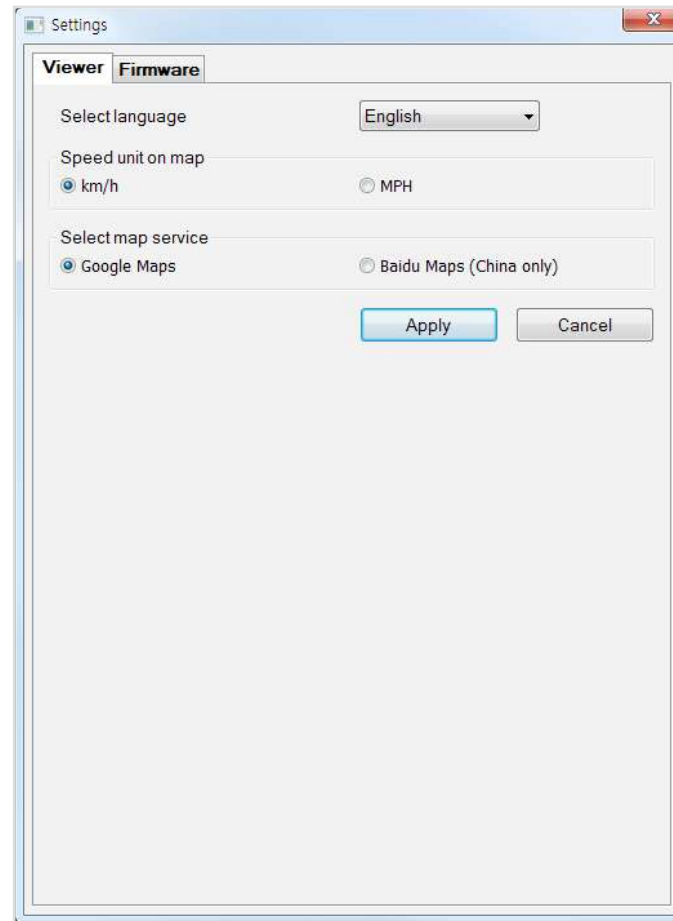 Settings
Viewer Firmware
Select language English
Speed unit on map
km/h MPH
Select map service
Google Maps Baidu Maps (China only)
Apply Cancel